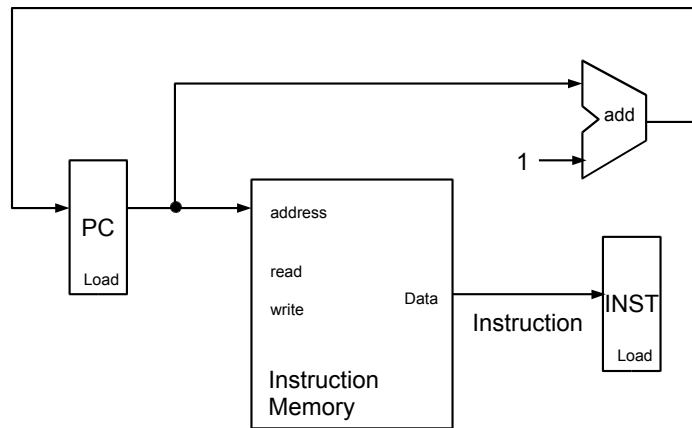 add
1
PC
Load
address
read
write
Data
Instruction
Memory
Instruction
INST
Load